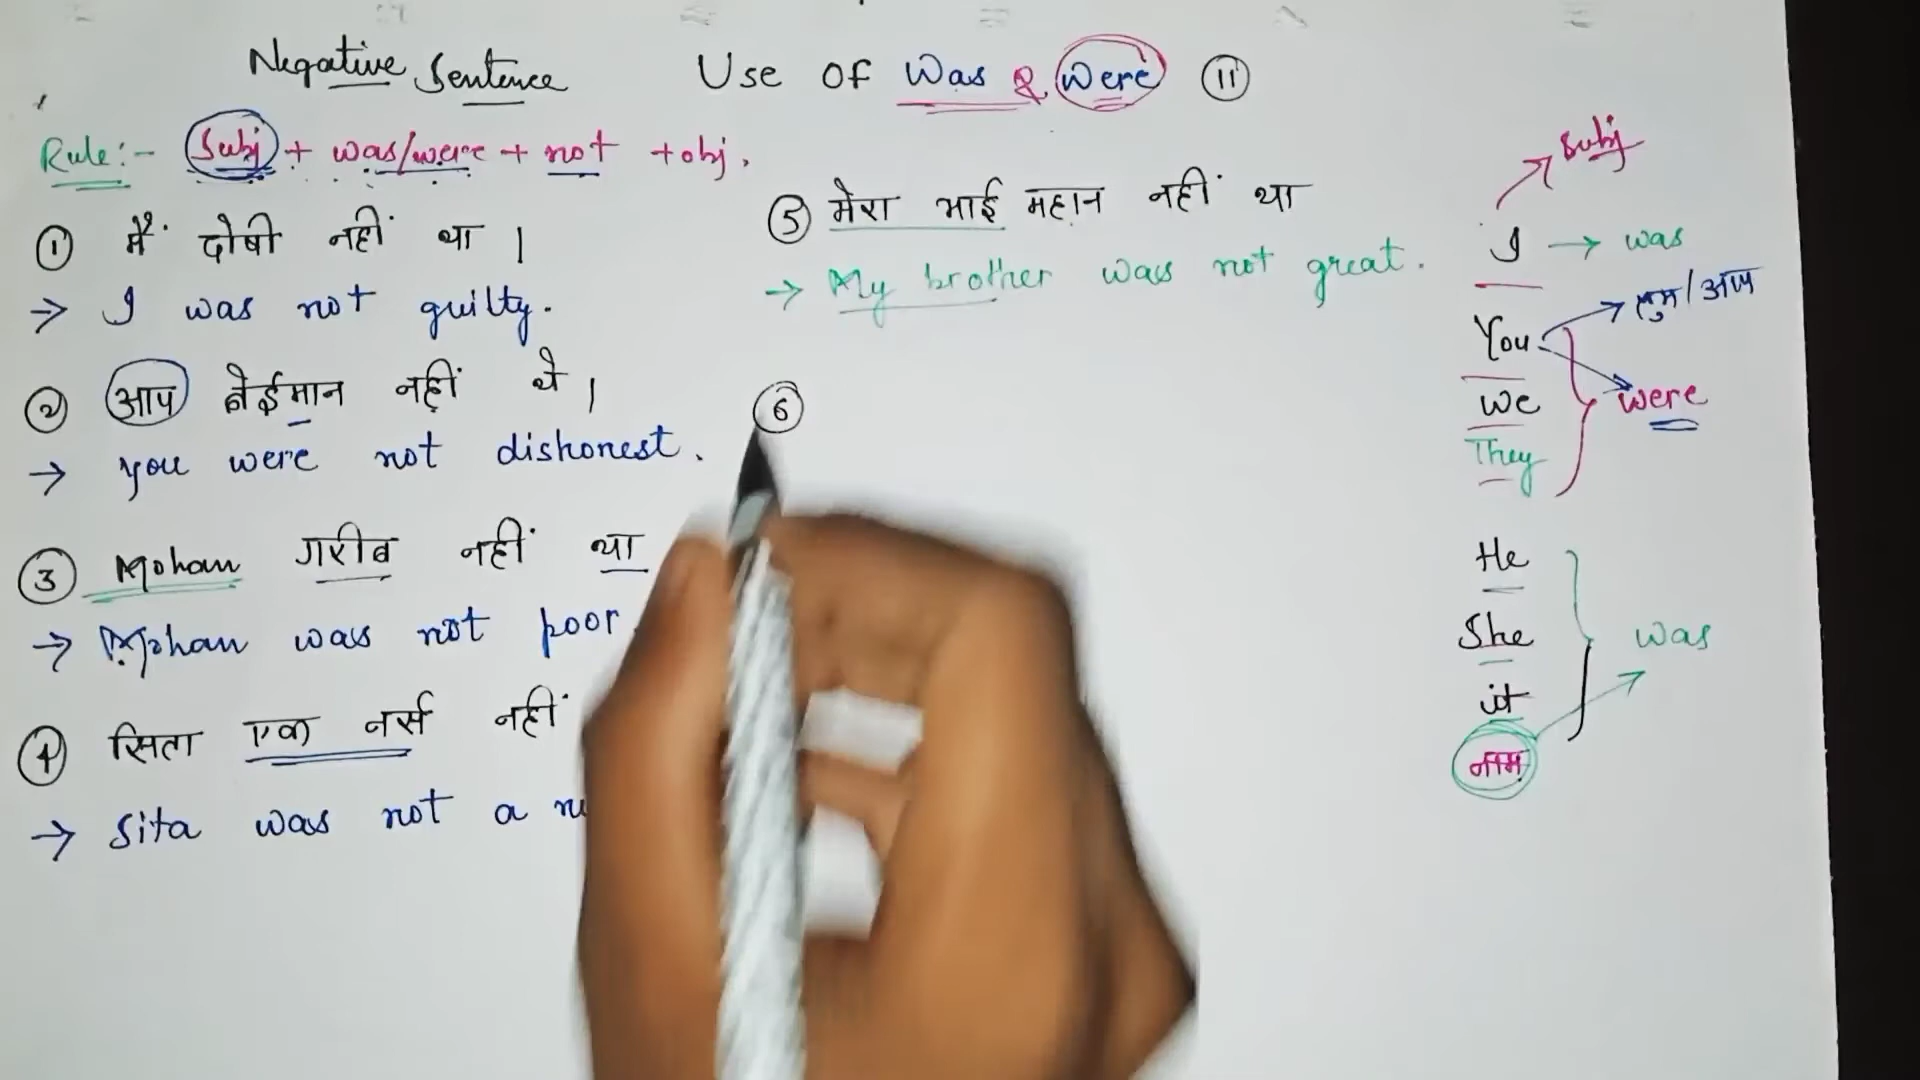 Negative Sentence
Use Of Was & Were 11
Rule:- Subj + was/were + not + obj.
① मैं दोषी नहीं था |
→ I was not guilty.
② आप बेईमान नहीं थे |
→ you were not dishonest.
③ Mohan गरीब नहीं था
→ Mohan was not poor
④ सिता एक नर्स नहीं
→ Sita was not a
⑤ मेरा भाई महान नहीं था
→ My brother was not great.
⑥
Subj
I → was
You तुम/आप
We were
They
He
She was
it
नाम